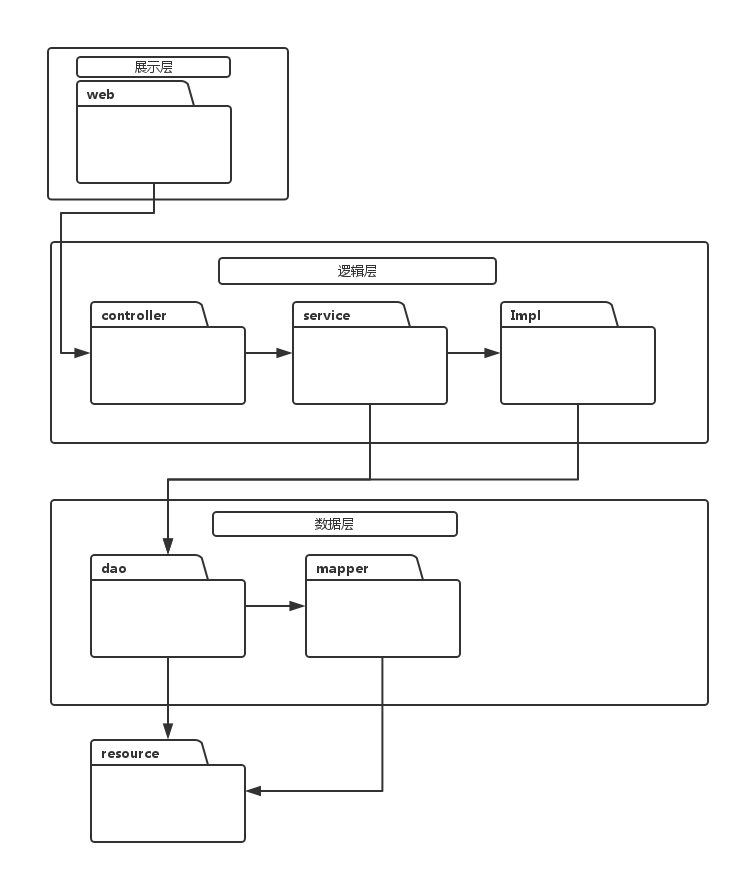 展示层
web
逻辑层
controller
service
Impl
数据层
dao
mapper
resource